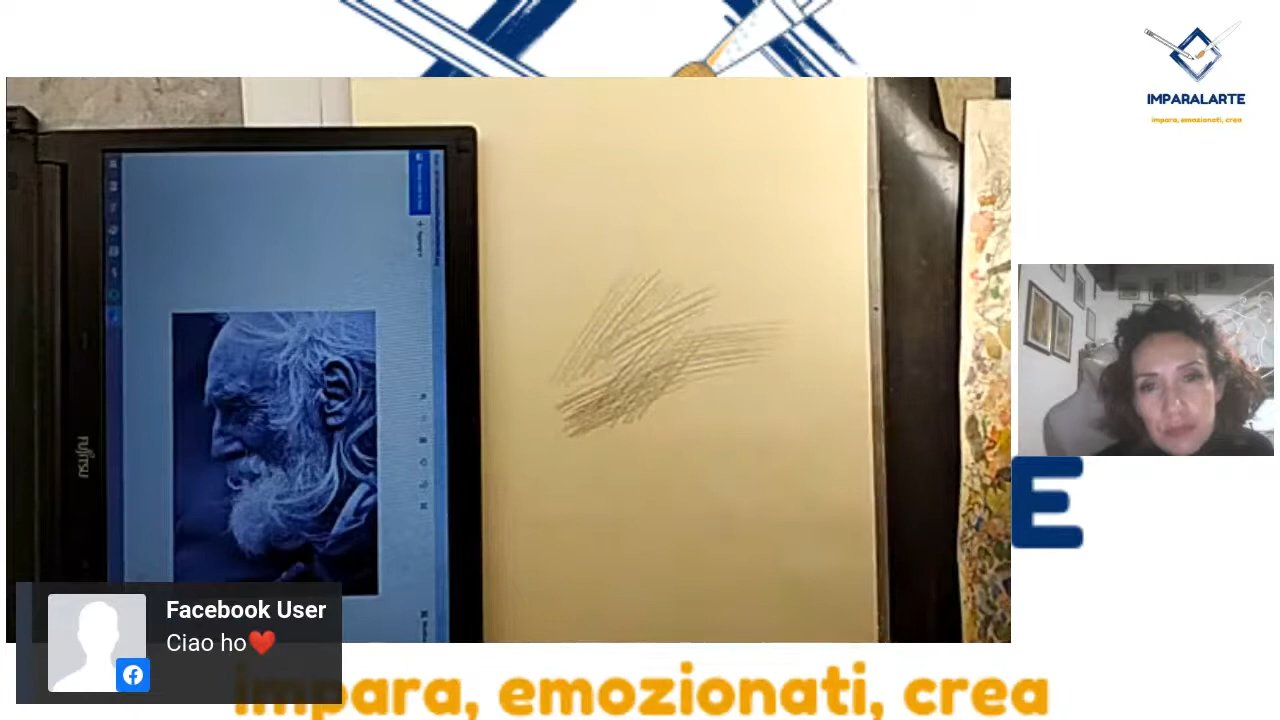 IMPARALARTE
impara, emozionati, crea
FUJITSU
E
Facebook User
Ciao ho❤️
impara, emozionati, crea